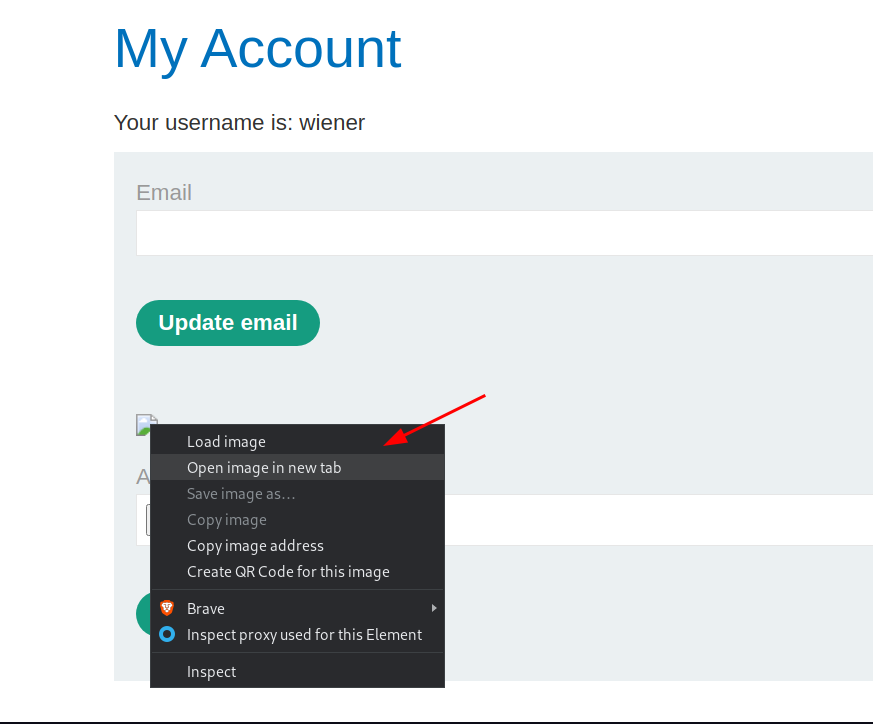 My Account
Your username is: wiener
Email
Update email
Load image
Open image in new tab
A
Save image as…
Copy image
Copy image address
Create QR Code for this image
Brave
Inspect proxy used for this Element
Inspect